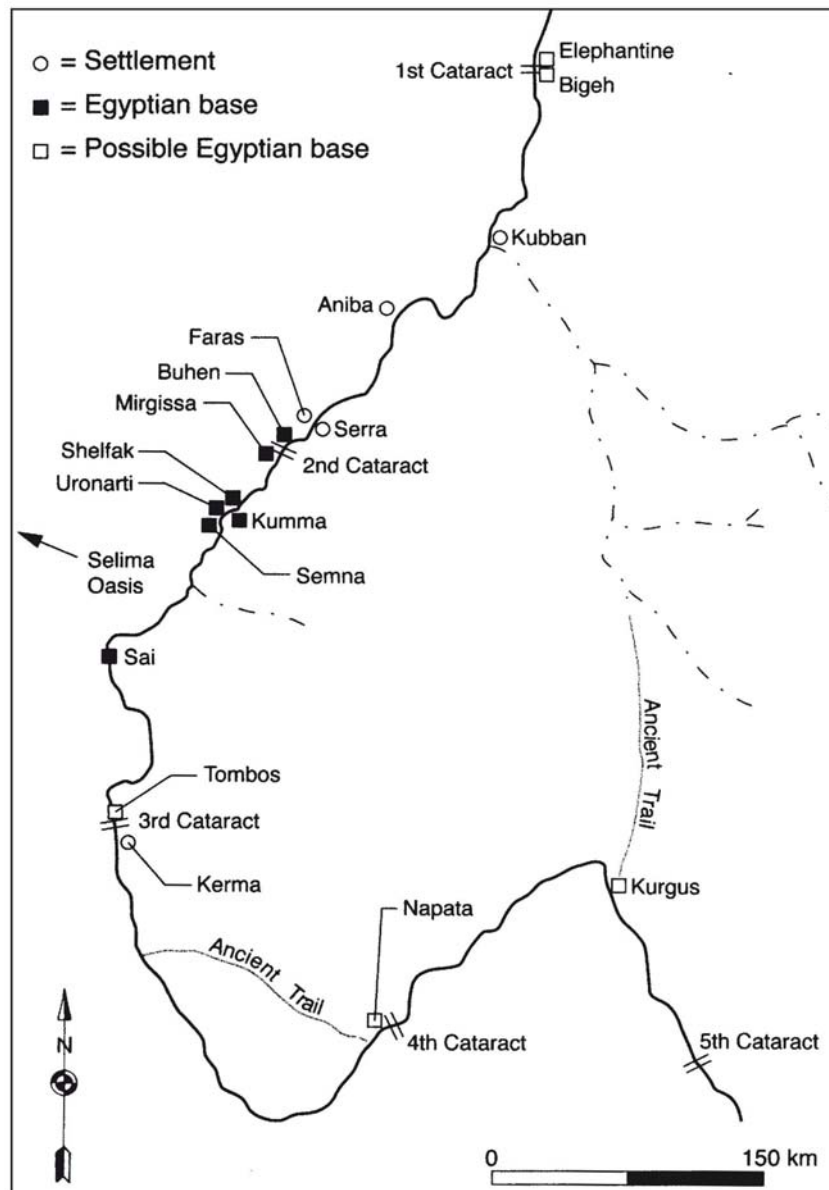 ○ = Settlement
■ = Egyptian base
□ = Possible Egyptian base
Elephantine
1st Cataract
Bigeh
Kubban
Aniba
Faras
Buhen
Mirgissa
Serra
Shelfak
2nd Cataract
Uronarti
Kumma
Selima
Oasis
Semna
Sai
Ancient Trail
Tombos
3rd Cataract
Kerma
Kurgus
Napata
Ancient Trail
N
4th Cataract
5th Cataract
0 150 km